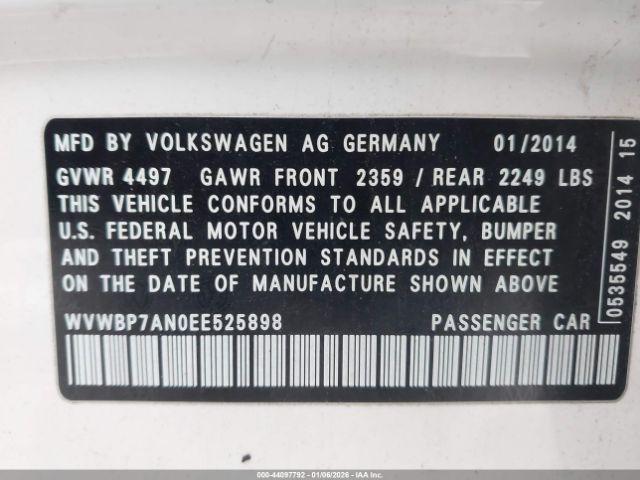 MFD BY VOLKSWAGEN AG GERMANY 01/2014
GVWR 4497 GAWR FRONT 2359 / REAR 2249 LBS
THIS VEHICLE CONFORMS TO ALL APPLICABLE
U.S. FEDERAL MOTOR VEHICLE SAFETY, BUMPER
AND THEFT PREVENTION STANDARDS IN EFFECT
ON THE DATE OF MANUFACTURE SHOWN ABOVE
WVWBP7AN0EE525898 PASSENGER CAR
0535549 2014 15
000-44097792 - 01/06/2026 - IAA Inc.